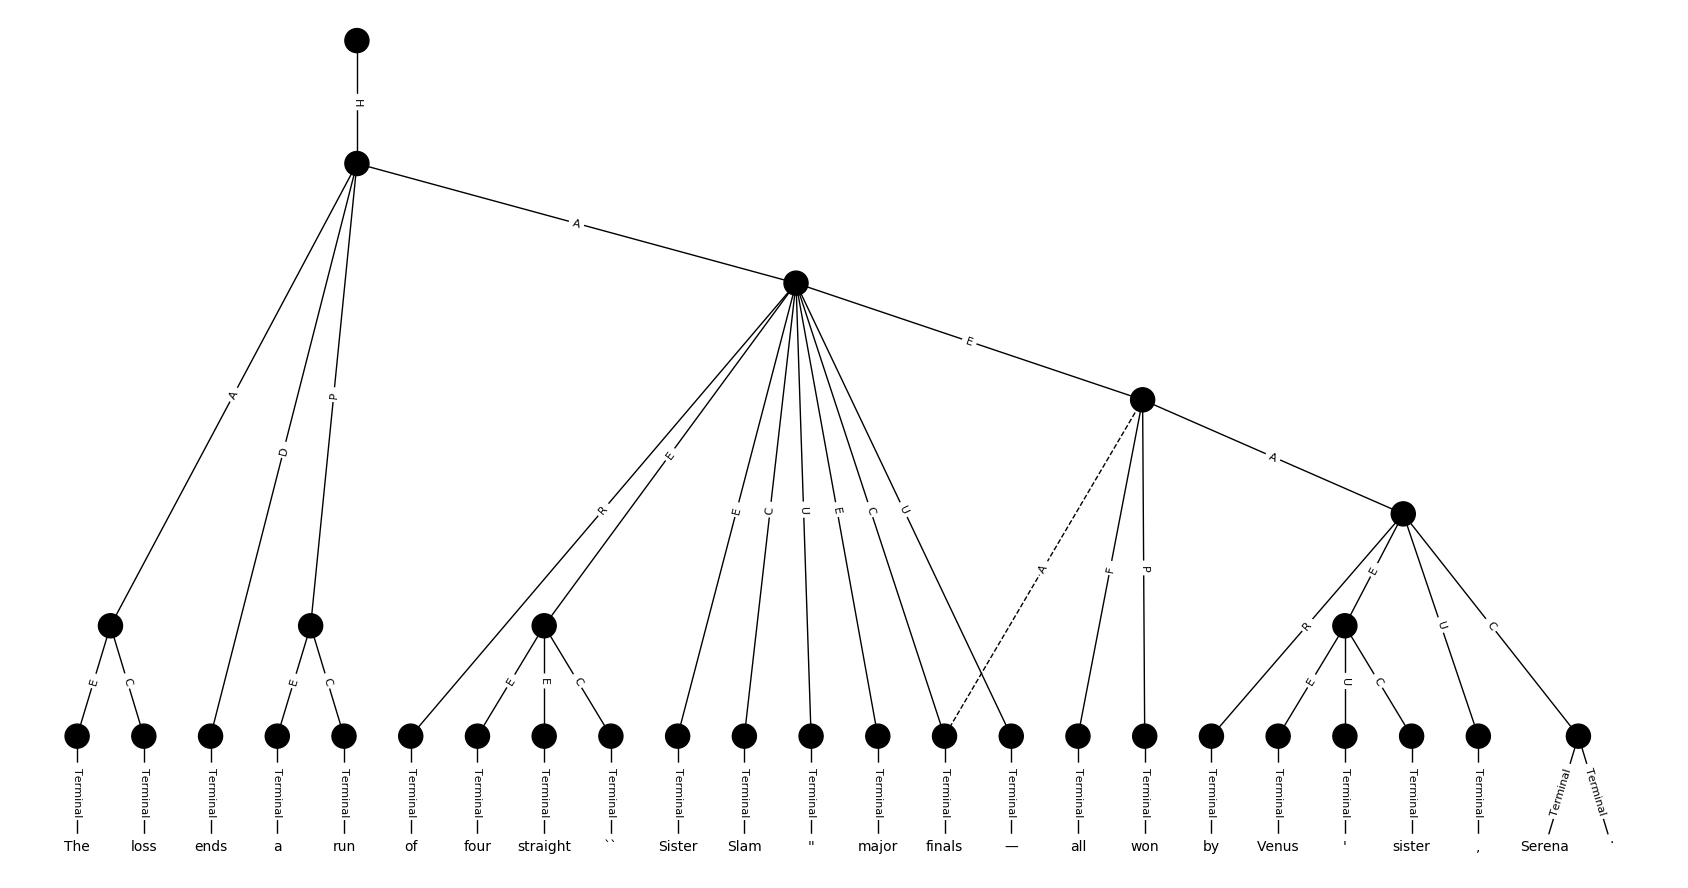 H
A
A
D
P
E
A
R
E
E
C
U
E
C
U
A
F
P
R
E
U
C
E
C
E
C
E
E
C
E
U
C
Terminal Terminal Terminal Terminal Terminal Terminal Terminal Terminal Terminal Terminal Terminal Terminal Terminal Terminal Terminal Terminal Terminal Terminal Terminal Terminal Terminal Terminal Terminal Terminal
The loss ends a run of four straight `` Sister Slam " major finals — all won by Venus ' sister , Serena .